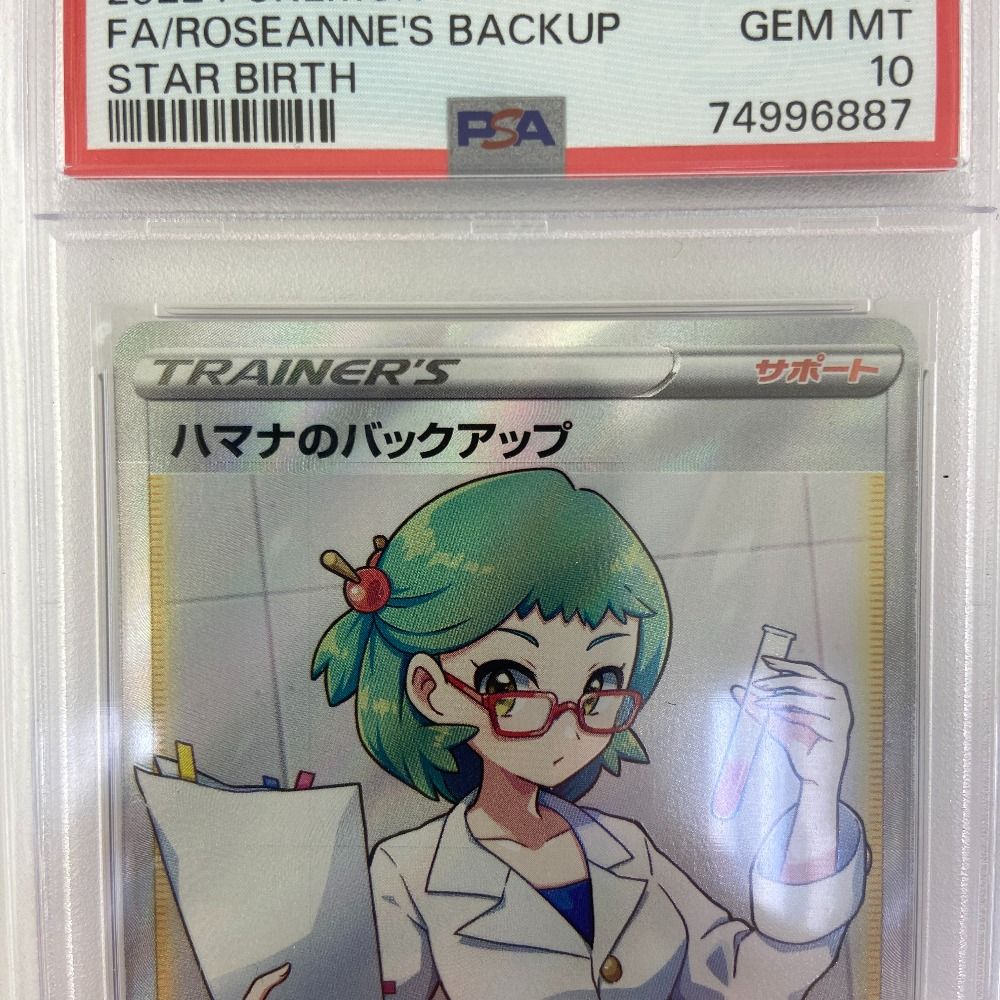 FA/ROSEANNE'S BACKUP
GEM MT
STAR BIRTH
10
PSA
74996887
TRAINER'S
サポート
ハマナのバックアップ